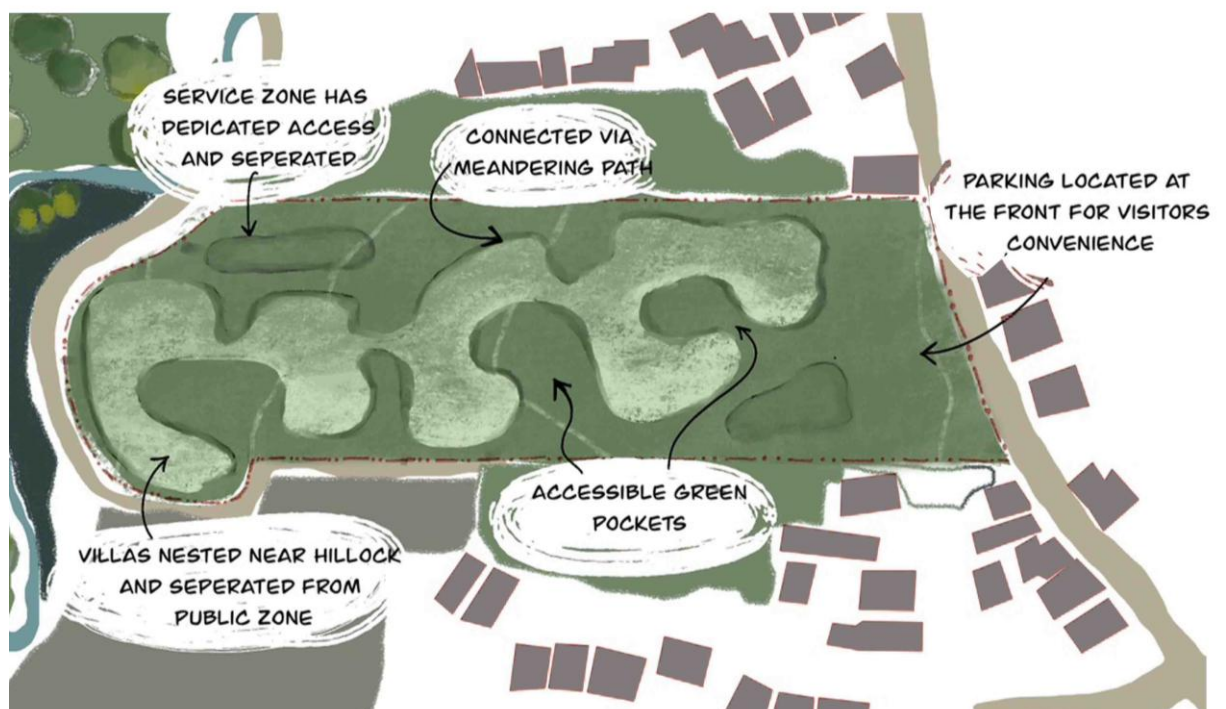 SERVICE ZONE HAS
DEDICATED ACCESS
AND SEPERATED
CONNECTED VIA
MEANDERING PATH
PARKING LOCATED AT
THE FRONT FOR VISITORS
CONVENIENCE
ACCESSIBLE GREEN
POCKETS
VILLAS NESTED NEAR HILLOCK
AND SEPERATED FROM
PUBLIC ZONE